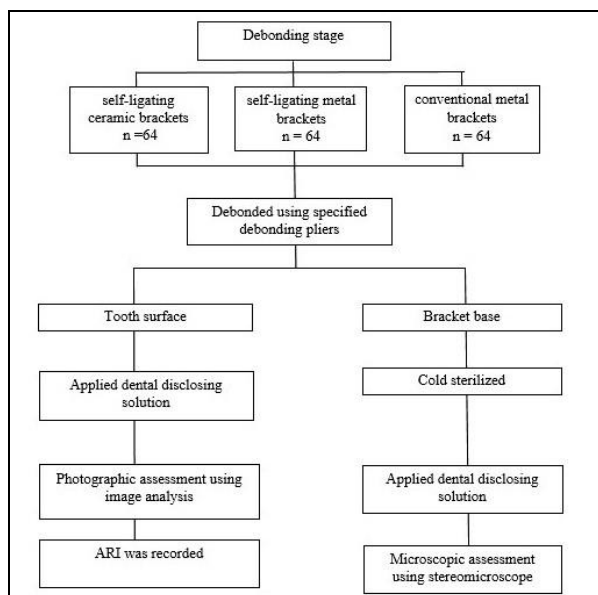 Debonding stage
self-ligating
ceramic brackets
n =64
self-ligating metal
brackets
n = 64
conventional metal
brackets
n = 64
Debonded using specified
debonding pliers
Tooth surface
Bracket base
Applied dental disclosing
solution
Cold sterilized
Photographic assessment using
image analysis
Applied dental disclosing
solution
ARI was recorded
Microscopic assessment
using stereomicroscope